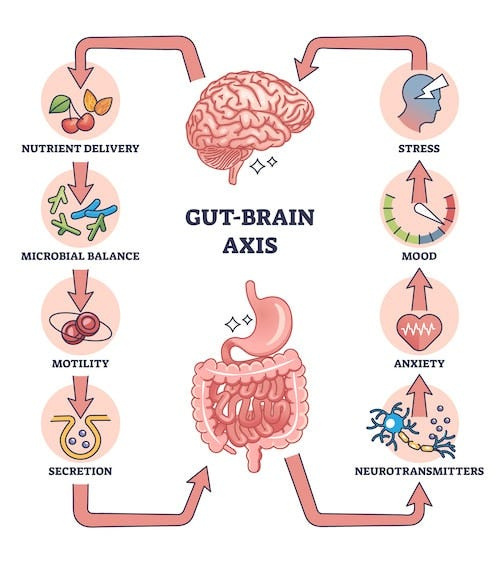 GUT-BRAIN
AXIS
NUTRIENT DELIVERY
MICROBIAL BALANCE
MOTILITY
SECRETION
STRESS
MOOD
ANXIETY
NEUROTRANSMITTERS